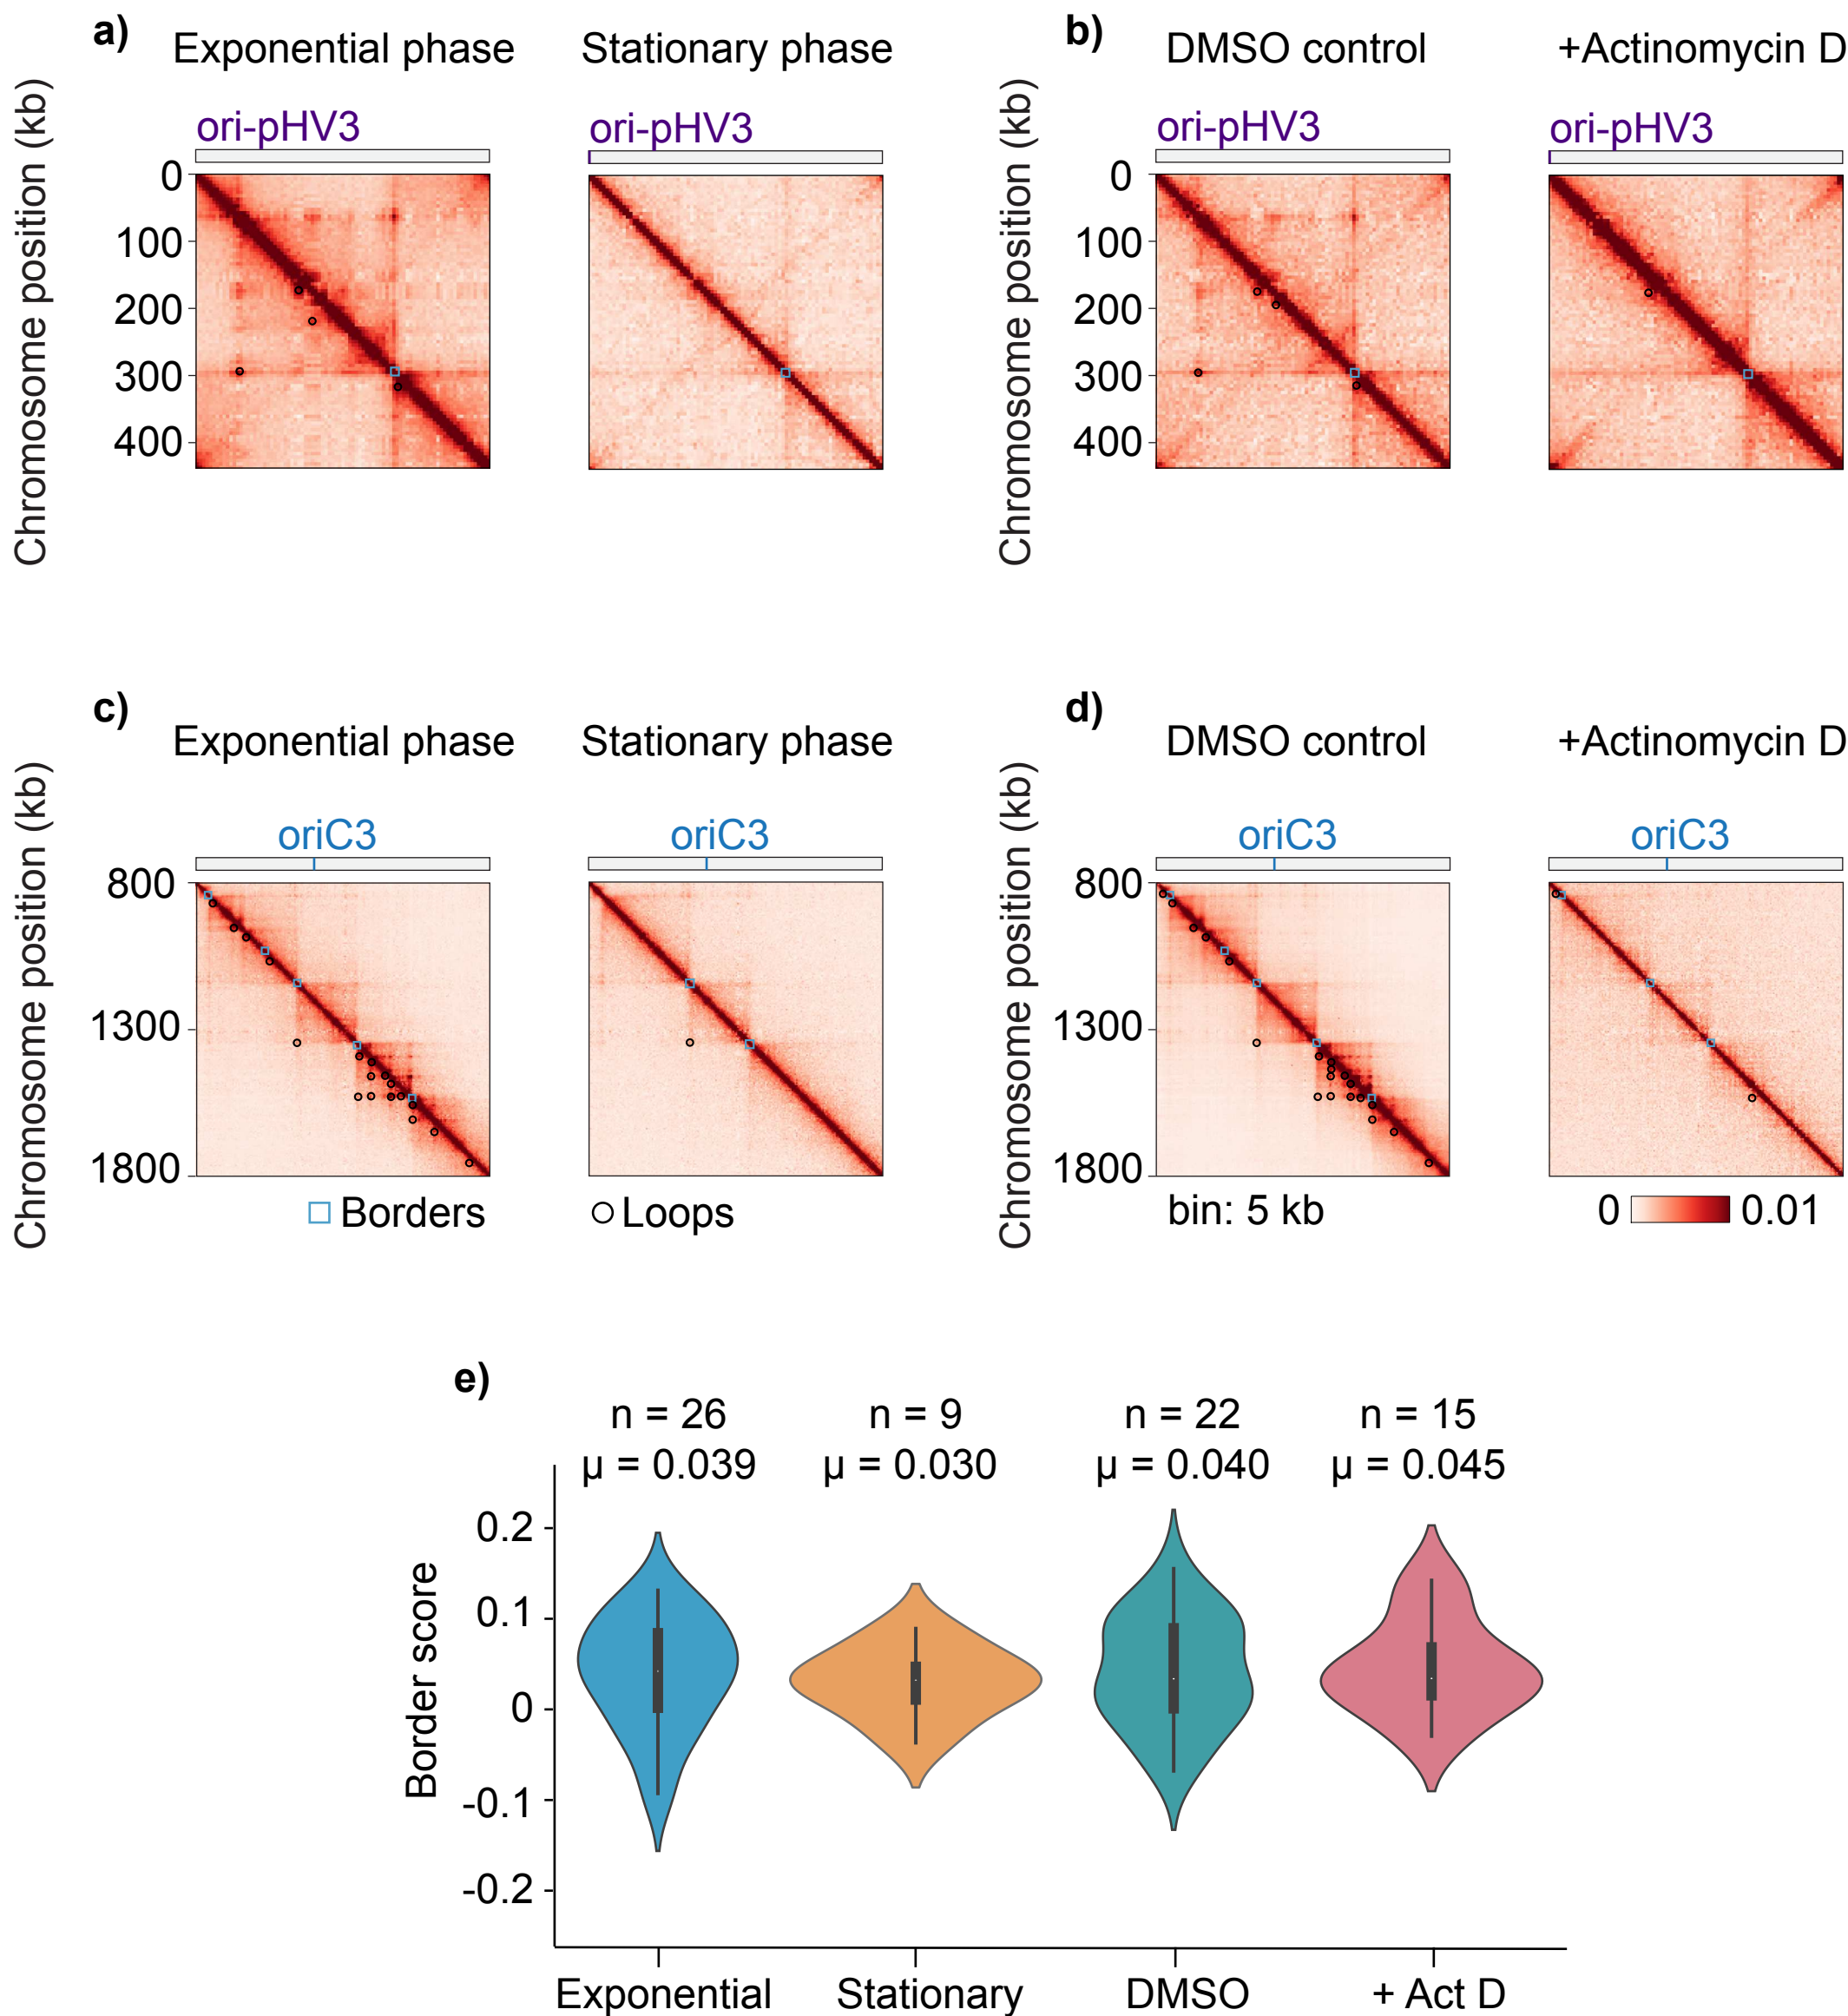 a)
Exponential phase
Stationary phase
ori-pHV3
ori-pHV3
Chromosome position (kb)
0
100
200
300
400
b)
DMSO control
+Actinomycin D
ori-pHV3
ori-pHV3
Chromosome position (kb)
0
100
200
300
400
c)
Exponential phase
Stationary phase
oriC3
oriC3
Chromosome position (kb)
800
1300
1800
Borders
Loops
d)
DMSO control
+Actinomycin D
oriC3
oriC3
Chromosome position (kb)
800
1300
1800
bin: 5 kb
0 0.01
e)
n = 26
μ = 0.039
n = 9
μ = 0.030
n = 22
μ = 0.040
n = 15
μ = 0.045
Border score
0.2
0.1
0
-0.1
-0.2
Exponential
Stationary
DMSO
+ Act D